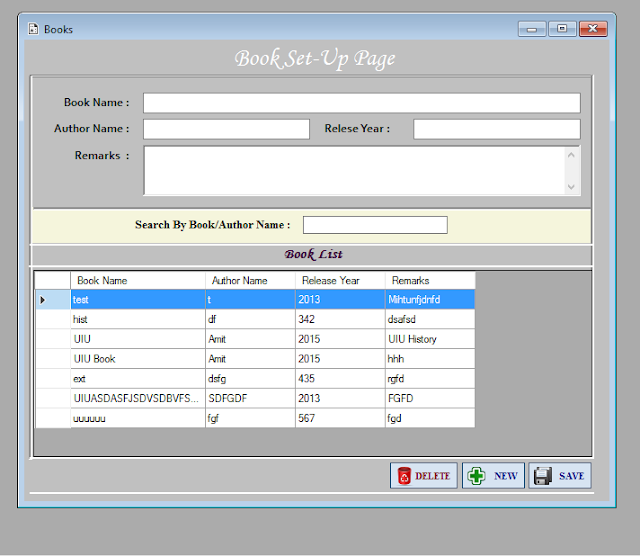 Books
Book Set-Up Page
Book Name :
Author Name : Relese Year :
Remarks :
Search By Book/Author Name :
Book List
Book Name Author Name Release Year Remarks
test t 2013 Mihtunfjdnfd
hist df 342 dsafsd
UIU Amit 2015 UIU History
UIU Book Amit 2015 hhh
ext dsfg 435 rgfd
UIUASDASFJSDVSDBVFS... SDFGDF 2013 FGFD
uuuuuu fgf 567 fgd
DELETE NEW SAVE